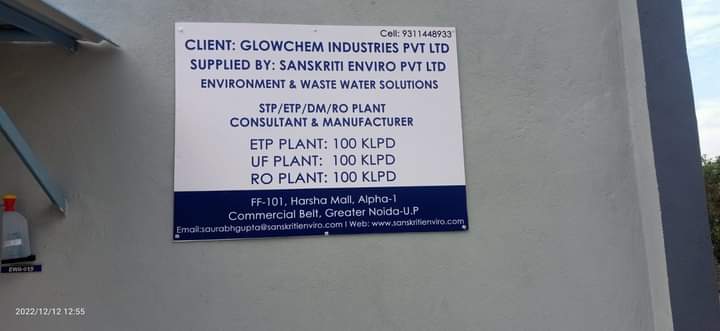 Cell: 9311448933
CLIENT: GLOWCHEM INDUSTRIES PVT LTD
SUPPLIED BY: SANSKRITI ENVIRO PVT LTD
ENVIRONMENT & WASTE WATER SOLUTIONS
STP/ETP/DM/RO PLANT
CONSULTANT & MANUFACTURER
ETP PLANT: 100 KLPD
UF PLANT: 100 KLPD
RO PLANT: 100 KLPD
FF-101, Harsha Mall, Alpha-1
Commercial Belt, Greater Noida-U.P
Email:saurabhgupta@sanskritienviro.com | Web: www.sanskritienviro.com
EWG-015
2022/12/12 12:55